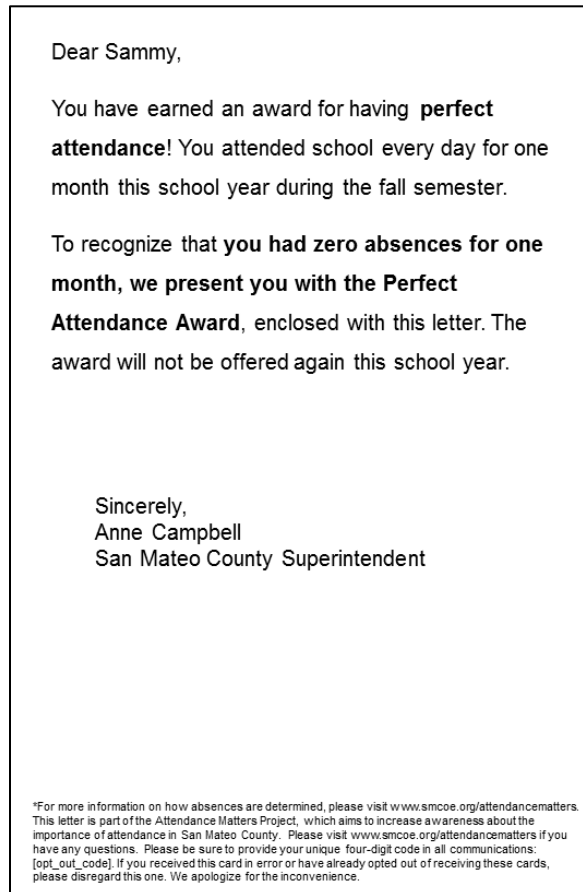 Dear Sammy,
You have earned an award for having perfect
attendance! You attended school every day for one
month this school year during the fall semester.
To recognize that you had zero absences for one
month, we present you with the Perfect
Attendance Award, enclosed with this letter. The
award will not be offered again this school year.
Sincerely,
Anne Campbell
San Mateo County Superintendent
*For more information on how absences are determined, please visit www.smcoe.org/attendancematters.
This letter is part of the Attendance Matters Project, which aims to increase awareness about the
importance of attendance in San Mateo County. Please visit www.smcoe.org/attendancematters if you
have any questions. Please be sure to provide your unique four-digit code in all communications:
[opt_out_code]. If you received this card in error or have already opted out of receiving these cards,
please disregard this one. We apologize for the inconvenience.